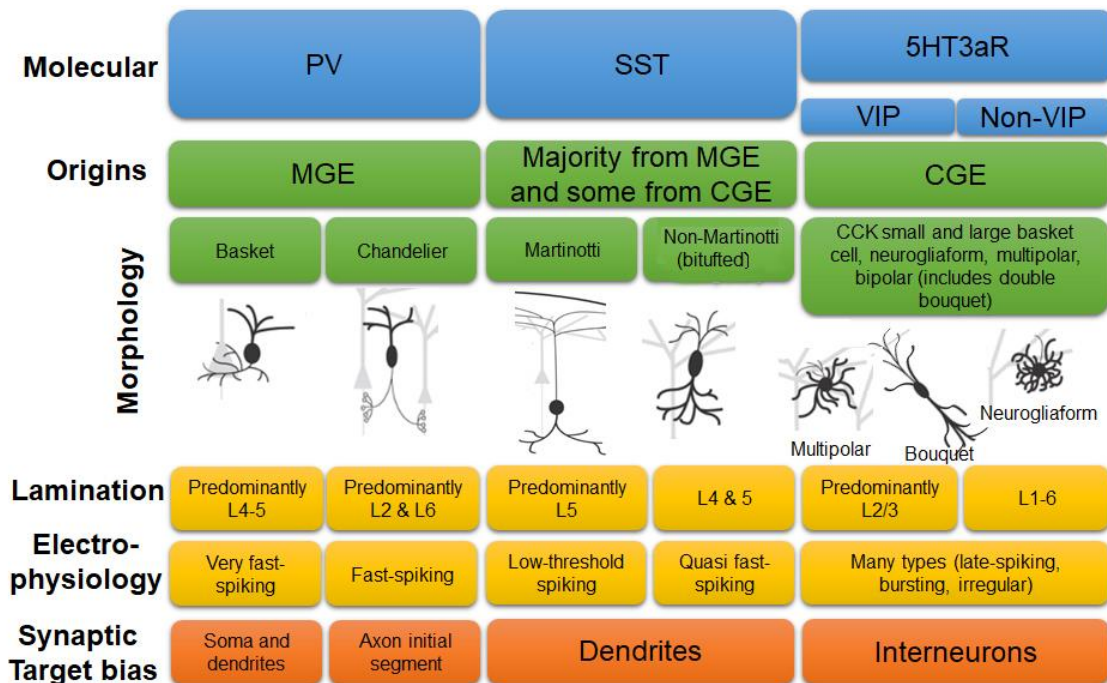 Molecular
PV
SST
5HT3aR
VIP
Non-VIP
Origins
MGE
Majority from MGE
and some from CGE
CGE
Morphology
Basket
Chandelier
Martinotti
Non-Martinotti
(bitufted)
CCK small and large basket
cell, neurogliaform, multipolar,
bipolar (includes double
bouquet)
Multipolar
Bouquet
Neurogliaform
Lamination
Predominantly
L4-5
Predominantly
L2 & L6
Predominantly
L5
L4 & 5
Predominantly
L2/3
L1-6
Electro-
physiology
Very fast-
spiking
Fast-spiking
Low-threshold
spiking
Quasi fast-
spiking
Many types (late-spiking,
bursting, irregular)
Synaptic
Target bias
Soma and
dendrites
Axon initial
segment
Dendrites
Interneurons